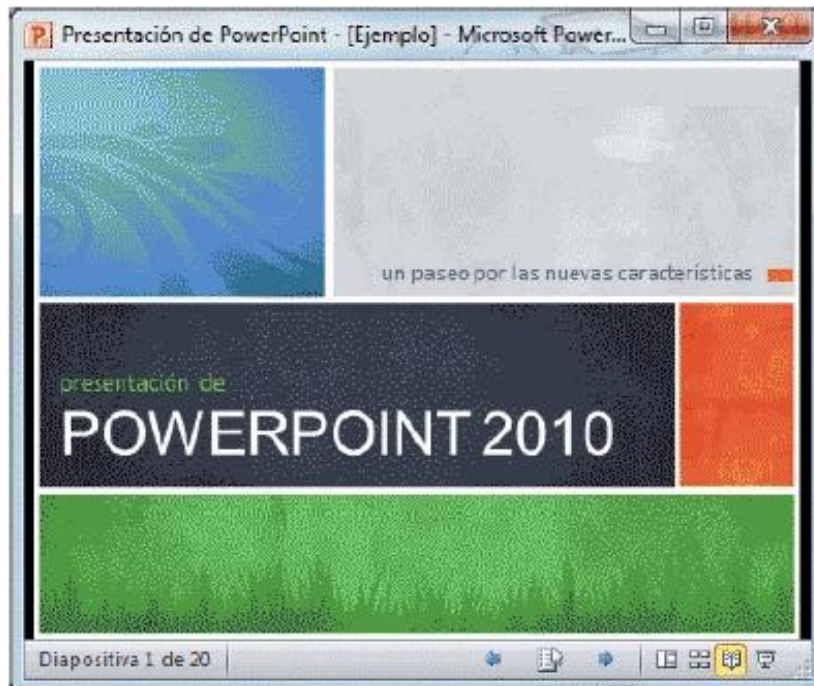 Presentación de PowerPoint - [Ejemplo] - Microsoft Power...
un paseo por las nuevas características
presentación de
POWERPOINT 2010
Diapositiva 1 de 20